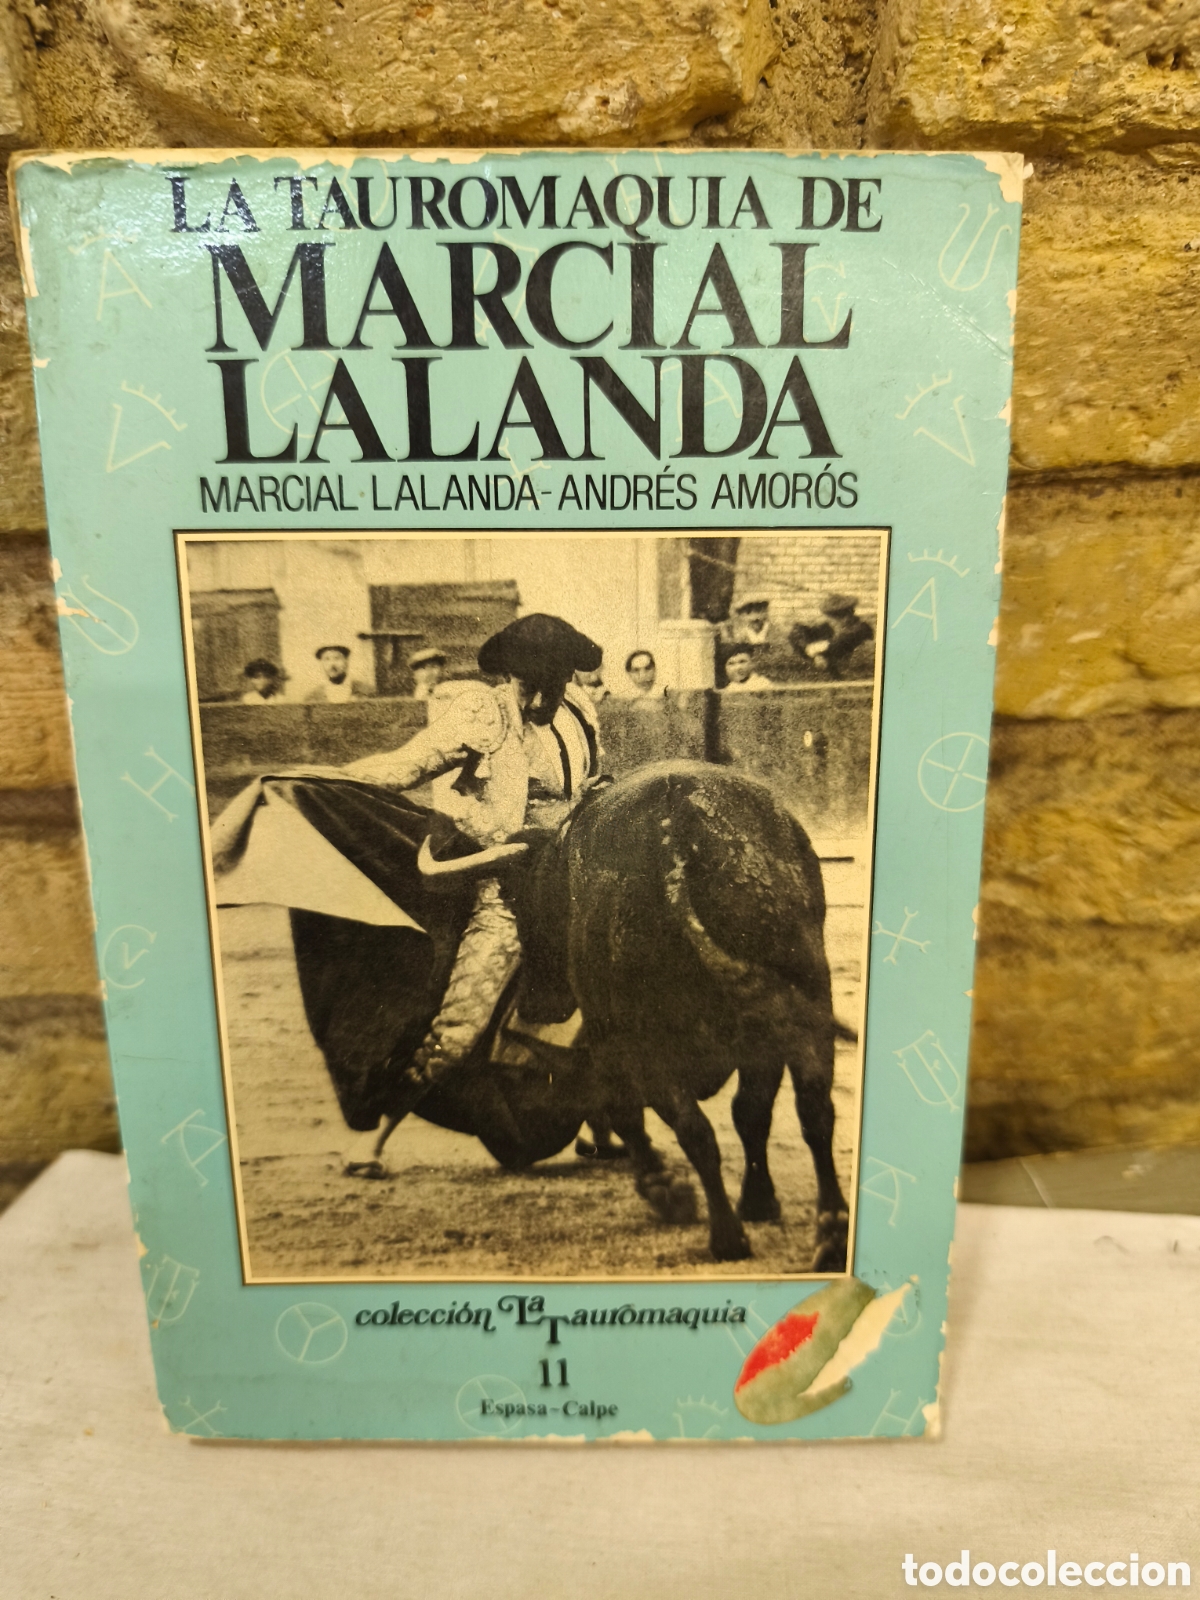 LA TAUROMAQUIA DE
MARCIAL
LALANDA
MARCIAL LALANDA-ANDRÉS AMORÓS
colección La Tauromaquia
11
Espasa-Calpe
todocoleccion